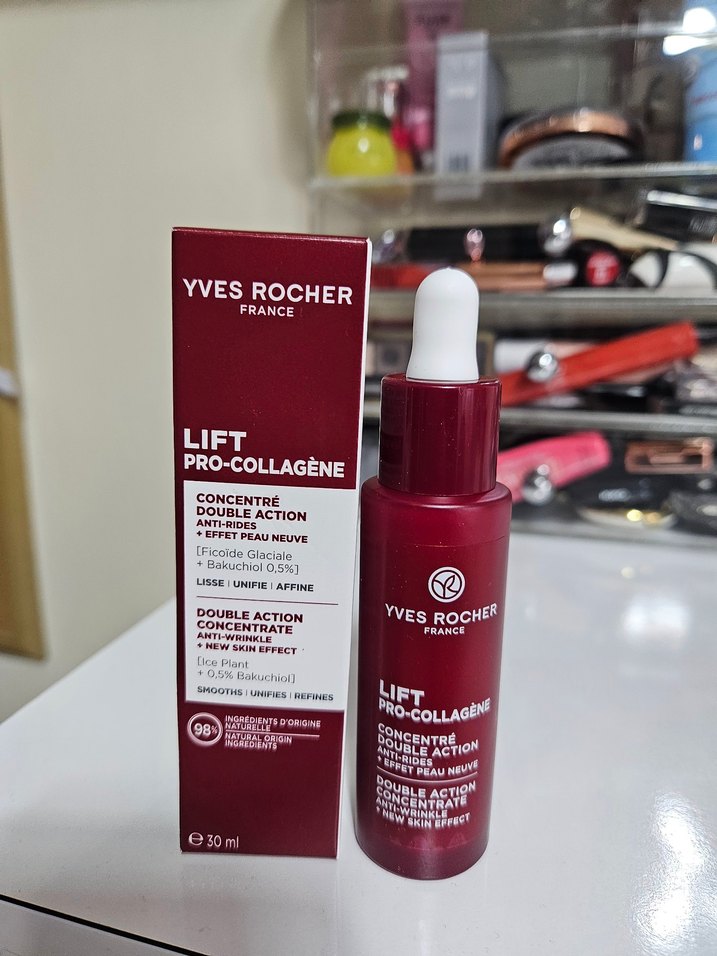 YVES ROCHER
FRANCE
LIFT
PRO-COLLAGÈNE
CONCENTRÉ
DOUBLE ACTION
ANTI-RIDES
+ EFFET PEAU NEUVE
[Ficoïde Glaciale
+ Bakuchiol 0,5%]
LISSE | UNIFIE | AFFINE
DOUBLE ACTION
CONCENTRATE
ANTI-WRINKLE
+ NEW SKIN EFFECT
[Ice Plant
+ 0,5% Bakuchiol]
SMOOTHS | UNIFIES | REFINES
98%
INGRÉDIENTS D'ORIGINE
NATURELLE
NATURAL ORIGIN
INGREDIENTS
℮ 30 ml
YVES ROCHER
FRANCE
LIFT
PRO-COLLAGÈNE
CONCENTRÉ
DOUBLE ACTION
ANTI-RIDES
+ EFFET PEAU NEUVE
DOUBLE ACTION
CONCENTRATE
ANTI-WRINKLE
+ NEW SKIN EFFECT